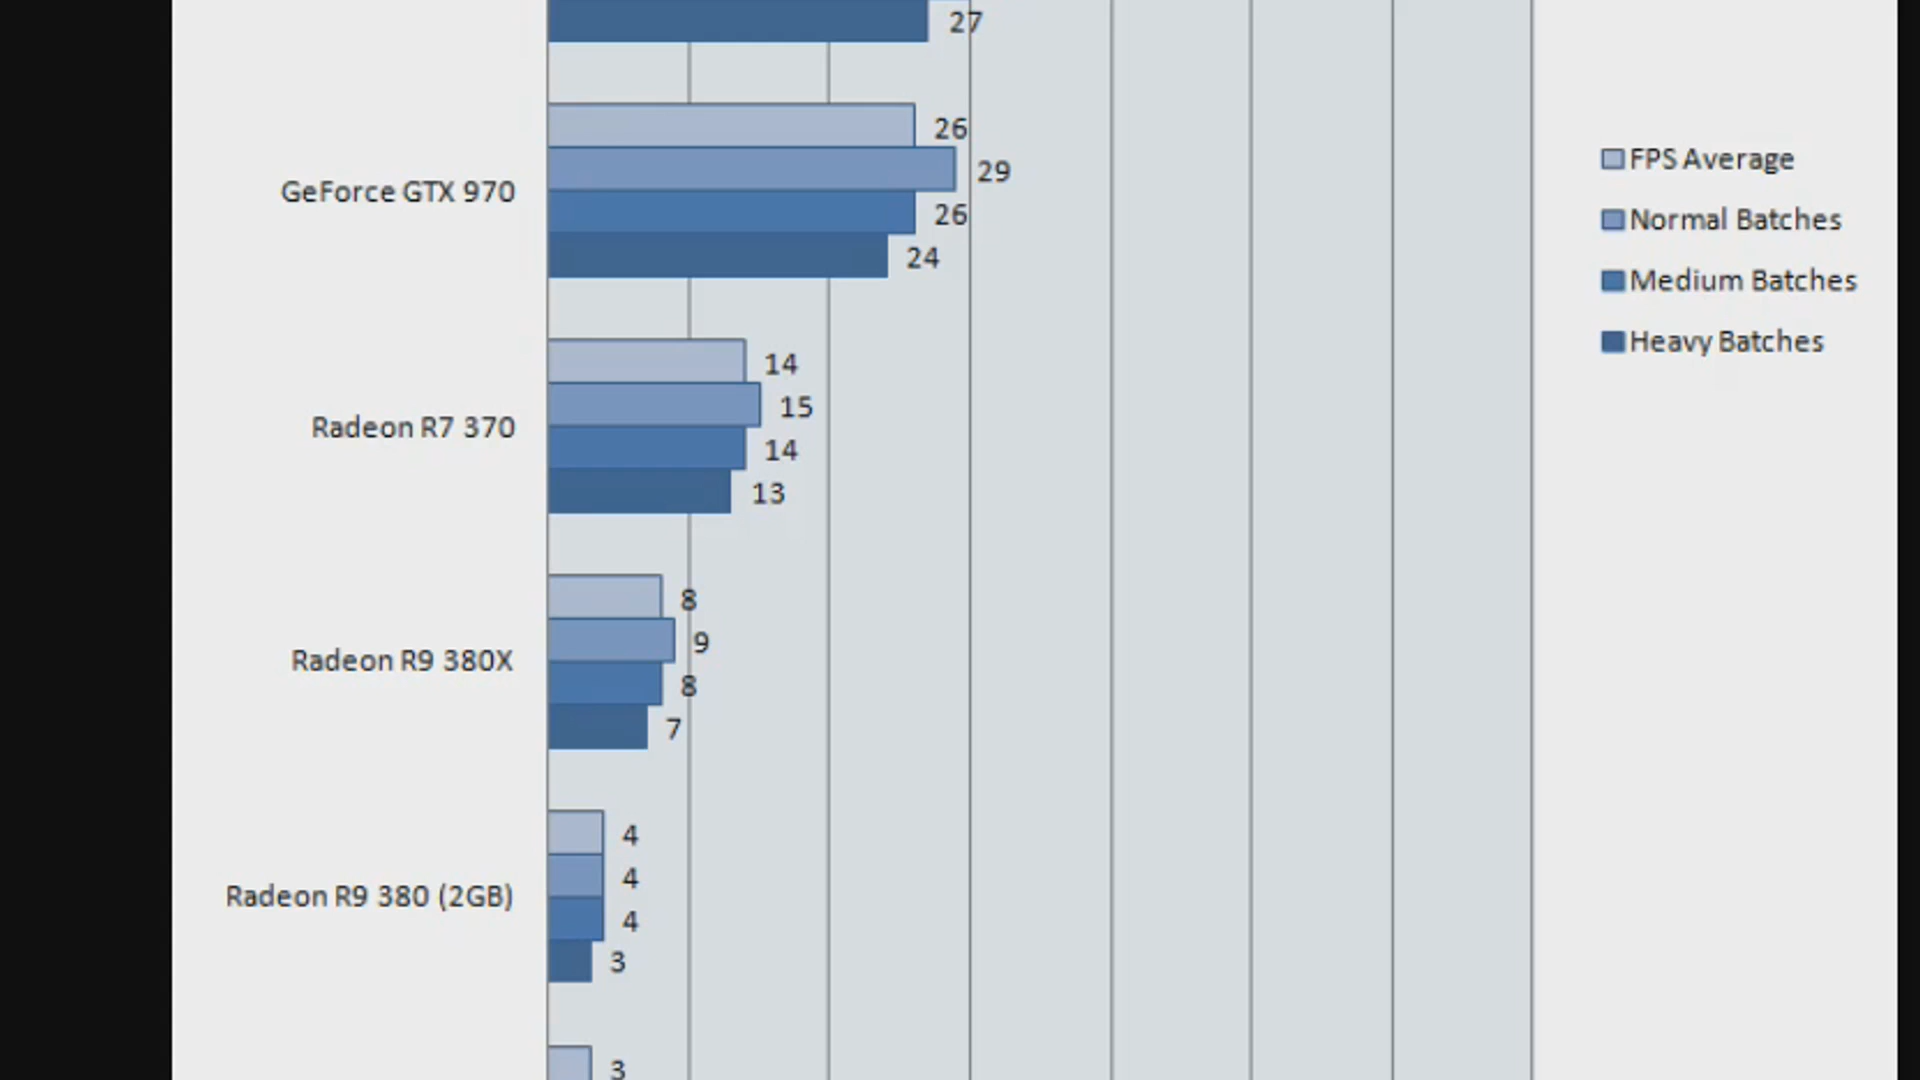 27
GeForce GTX 970
26
29
26
24
FPS Average
Normal Batches
Medium Batches
Heavy Batches
Radeon R7 370
14
15
14
13
Radeon R9 380X
8
9
8
7
Radeon R9 380 (2GB)
4
4
4
3
3